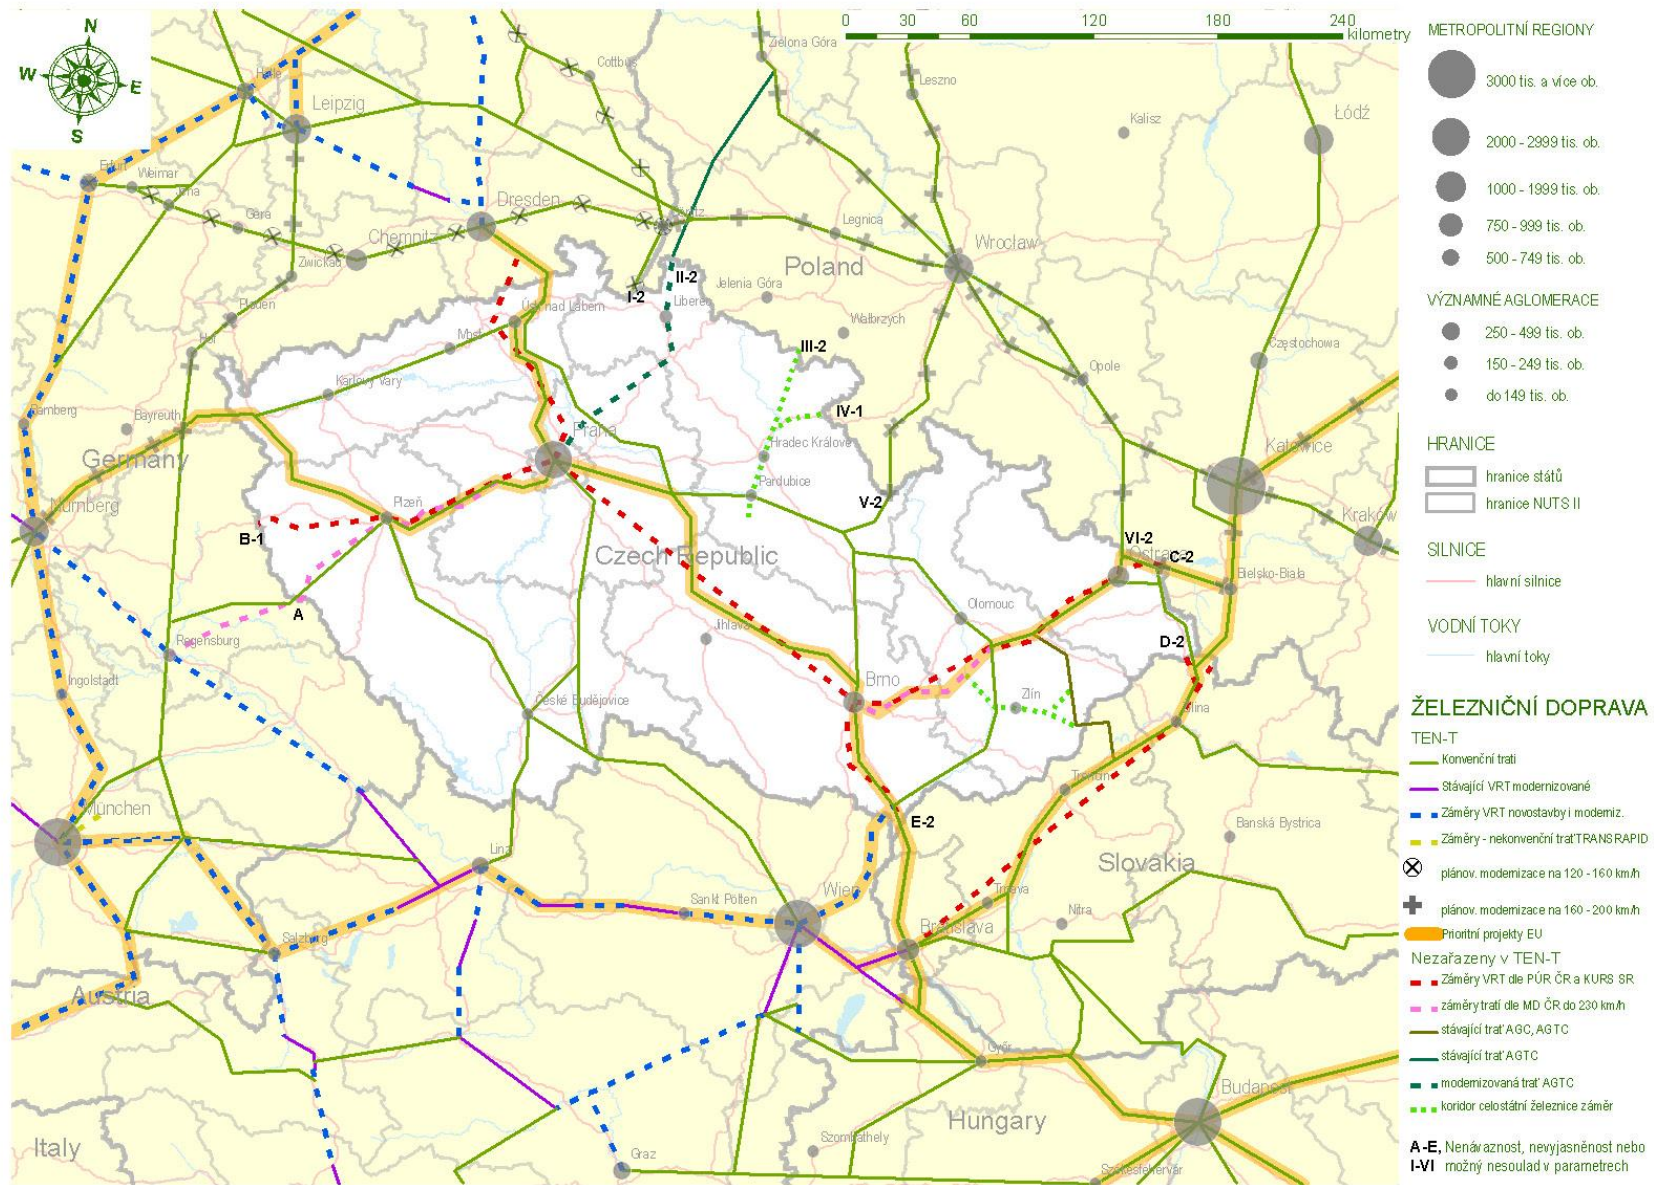 N
W
E
S
0 30 60 120 180 240
kilometry
Zielona Góra
Cottbus
Leszno
Halle
Leipzig
Kalisz
Łódź
Erfurt
Weimar
Jena
Gera
Dresden
Chemnitz
Zwickau
Legnica
Wrocław
Poland
II-2
I-2
Jelenia Góra
Liberec
Plauen
Ústí nad Labem
Wałbrzych
Hof
Most
III-2
Częstochowa
Karlovy Vary
Opole
Bamberg
Bayreuth
IV-1
Praha
Hradec Králové
Katowice
Germany
Plzeň
Pardubice
V-2
Nürnberg
Kraków
B-1
Czech Republic
VI-2
Ostrava
C-2
Bielsko-Biała
A
Olomouc
Regensburg
Jihlava
D-2
Ingolstadt
Brno
Zlín
České Budějovice
Žilina
Trenčín
München
E-2
Banská Bystrica
Linz
Slovakia
Wien
Sankt Pölten
Trnava
Nitra
Salzburg
Bratislava
Austria
Győr
Budapest
Hungary
Italy
Szombathely
Graz
Székesfehérvár
METROPOLITNÍ REGIONY
3000 tis. a více ob.
2000 - 2999 tis. ob.
1000 - 1999 tis. ob.
750 - 999 tis. ob.
500 - 749 tis. ob.
VÝZNAMNÉ AGLOMERACE
250 - 499 tis. ob.
150 - 249 tis. ob.
do 149 tis. ob.
HRANICE
hranice států
hranice NUTS II
SILNICE
hlavní silnice
VODNÍ TOKY
hlavní toky
ŽELEZNIČNÍ DOPRAVA
TEN-T
Konvenční trati
Stávající VRT modernizované
Záměry VRT novostavby i moderniz.
Záměry - nekonvenční trať TRANSRAPID
plánov. modernizace na 120 - 160 km/h
plánov. modernizace na 160 - 200 km/h
Prioritní projekty EU
Nezařazeny v TEN-T
Záměry VRT dle PÚR ČR a KURS SR
záměry tratí dle MD ČR do 230 km/h
stávající trať AGC, AGTC
stávající trať AGTC
modernizovaná trať AGTC
koridor celostátní železnice záměr
A -E, Nenávaznost, nevyjasněnost nebo
I-VI možný nesoulad v parametrech